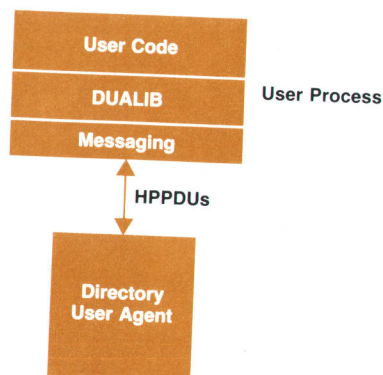 User Code
DUALIB
User Process
Messaging
HPPDUs
Directory
User Agent